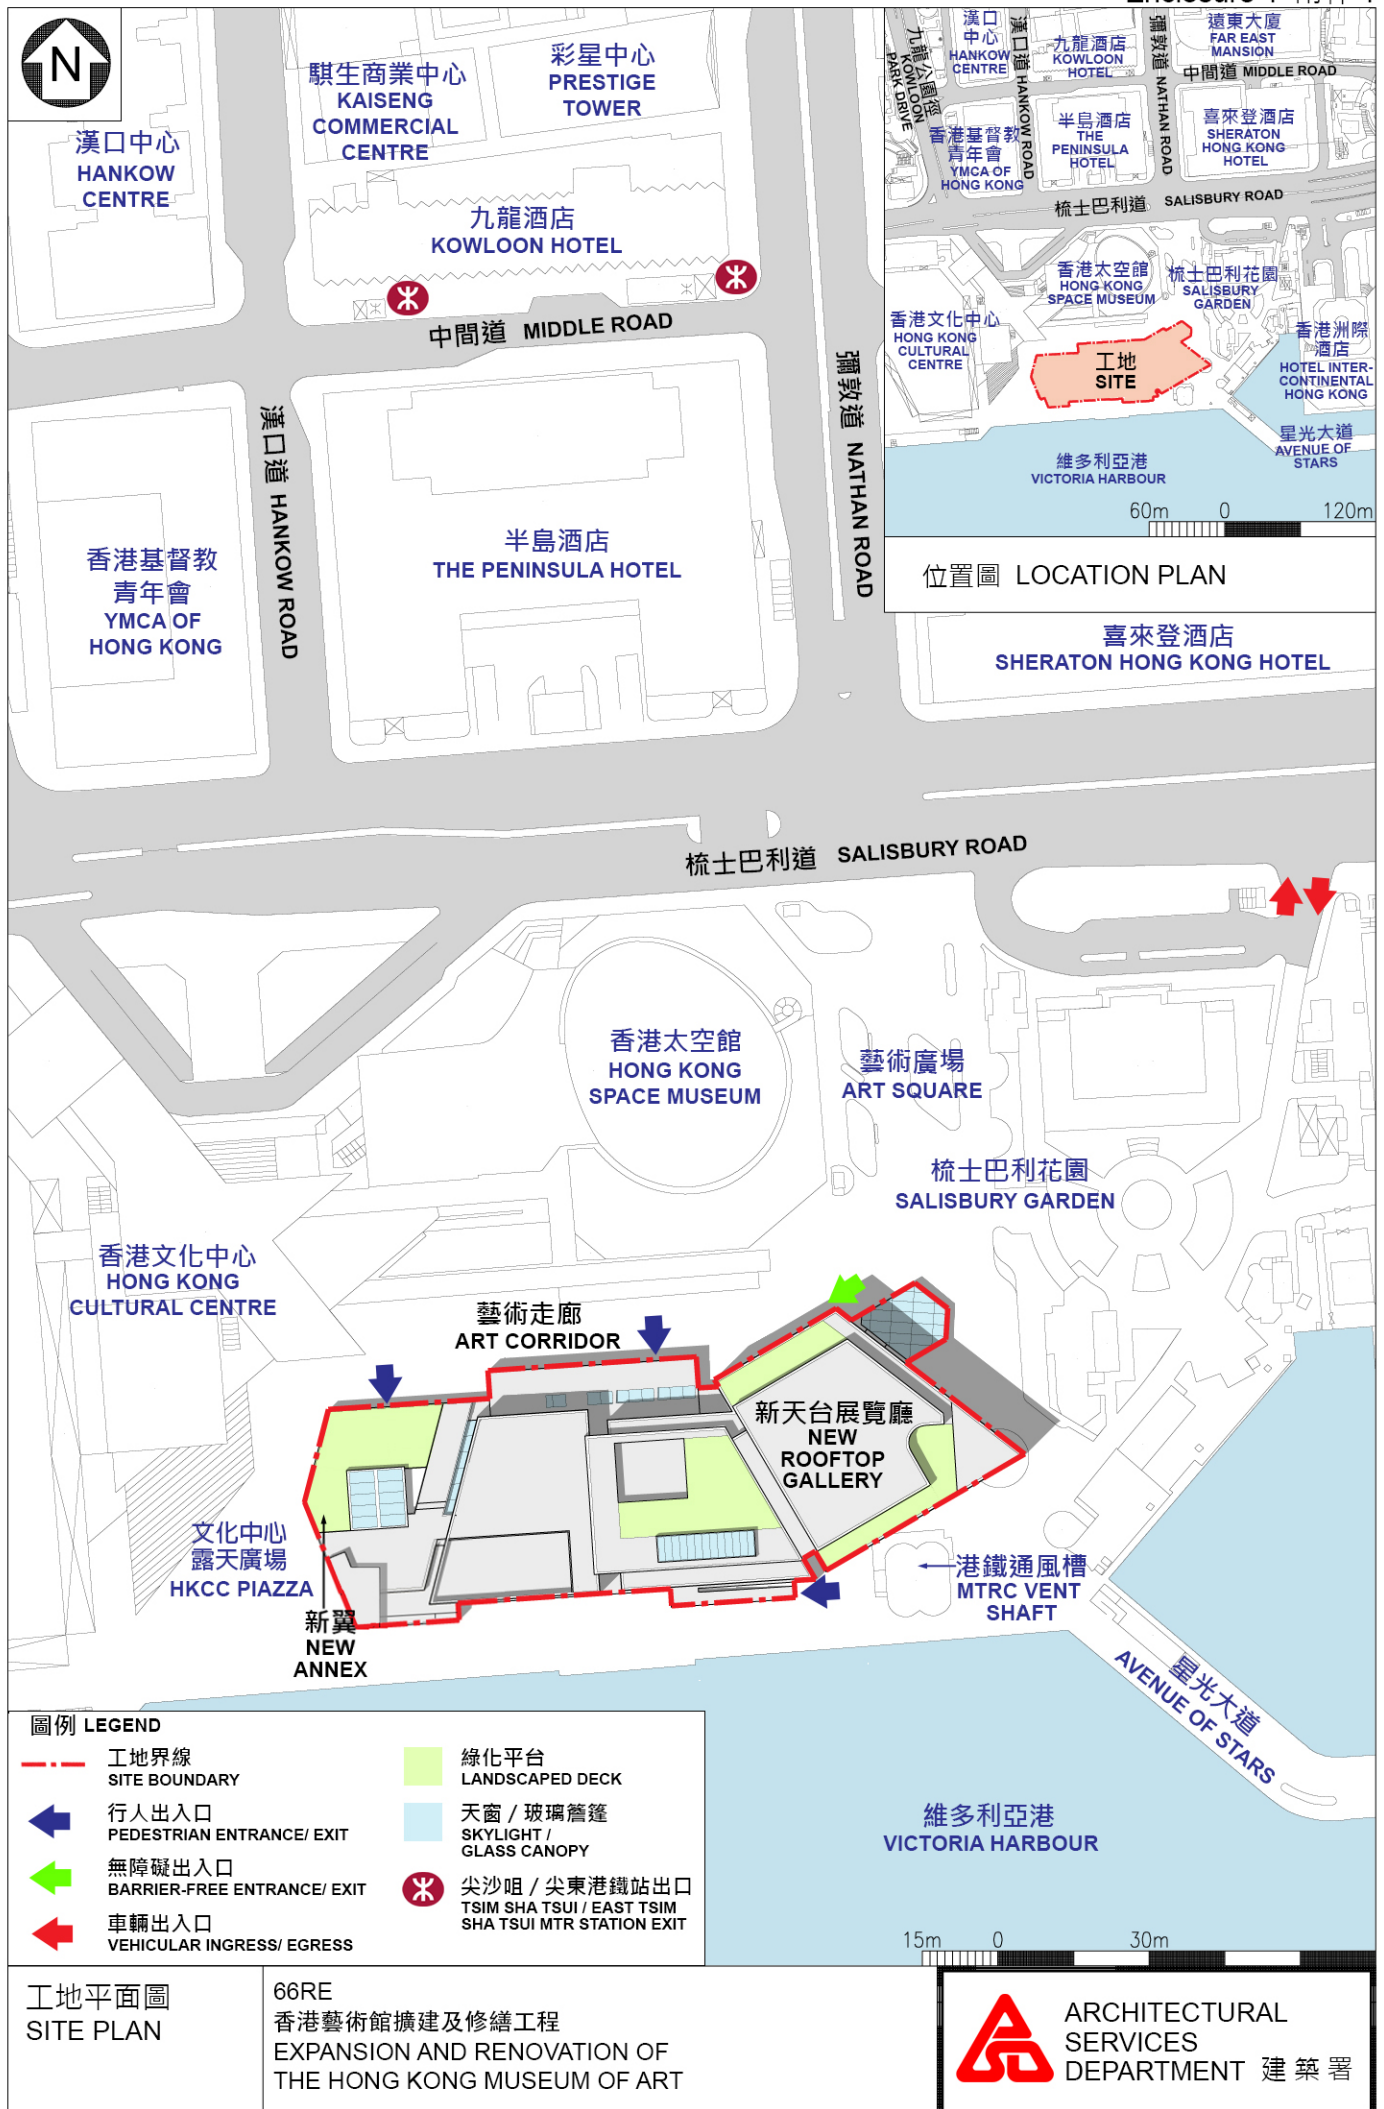 N
漢口中心
HANKOW
CENTRE
騏生商業中心
KAISENG
COMMERCIAL
CENTRE
彩星中心
PRESTIGE
TOWER
九龍酒店
KOWLOON HOTEL
中間道 MIDDLE ROAD
漢口道 HANKOW ROAD
彌敦道 NATHAN ROAD
香港基督教
青年會
YMCA OF
HONG KONG
半島酒店
THE PENINSULA HOTEL
漢口
中心
HANKOW
CENTRE
九龍公園徑
KOWLOON
PARK DRIVE
漢口道 HANKOW ROAD
九龍酒店
KOWLOON
HOTEL
彌敦道 NATHAN ROAD
遠東大廈
FAR EAST
MANSION
中間道 MIDDLE ROAD
香港基督教
青年會
YMCA OF
HONG KONG
半島酒店
THE
PENINSULA
HOTEL
喜來登酒店
SHERATON
HONG KONG
HOTEL
梳士巴利道 SALISBURY ROAD
香港太空館
HONG KONG
SPACE MUSEUM
梳士巴利花園
SALISBURY
GARDEN
香港文化中心
HONG KONG
CULTURAL
CENTRE
工地
SITE
香港洲際
酒店
HOTEL INTER-
CONTINENTAL
HONG KONG
星光大道
AVENUE OF
STARS
維多利亞港
VICTORIA HARBOUR
60m 0 120m
位置圖 LOCATION PLAN
喜來登酒店
SHERATON HONG KONG HOTEL
梳士巴利道 SALISBURY ROAD
香港太空館
HONG KONG
SPACE MUSEUM
藝術廣場
ART SQUARE
梳士巴利花園
SALISBURY GARDEN
香港文化中心
HONG KONG
CULTURAL CENTRE
藝術走廊
ART CORRIDOR
新天台展覽廳
NEW
ROOFTOP
GALLERY
文化中心
露天廣場
HKCC PIAZZA
新翼
NEW
ANNEX
港鐵通風槽
MTRC VENT
SHAFT
星光大道
AVENUE OF STARS
維多利亞港
VICTORIA HARBOUR
圖例 LEGEND
工地界線
SITE BOUNDARY
行人出入口
PEDESTRIAN ENTRANCE/ EXIT
無障礙出入口
BARRIER-FREE ENTRANCE/ EXIT
車輛出入口
VEHICULAR INGRESS/ EGRESS
綠化平台
LANDSCAPED DECK
天窗 / 玻璃簷篷
SKYLIGHT /
GLASS CANOPY
尖沙咀 / 尖東港鐵站出口
TSIM SHA TSUI / EAST TSIM
SHA TSUI MTR STATION EXIT
15m 0 30m
工地平面圖
SITE PLAN
66RE
香港藝術館擴建及修繕工程
EXPANSION AND RENOVATION OF
THE HONG KONG MUSEUM OF ART
ARCHITECTURAL
SERVICES
DEPARTMENT 建築署